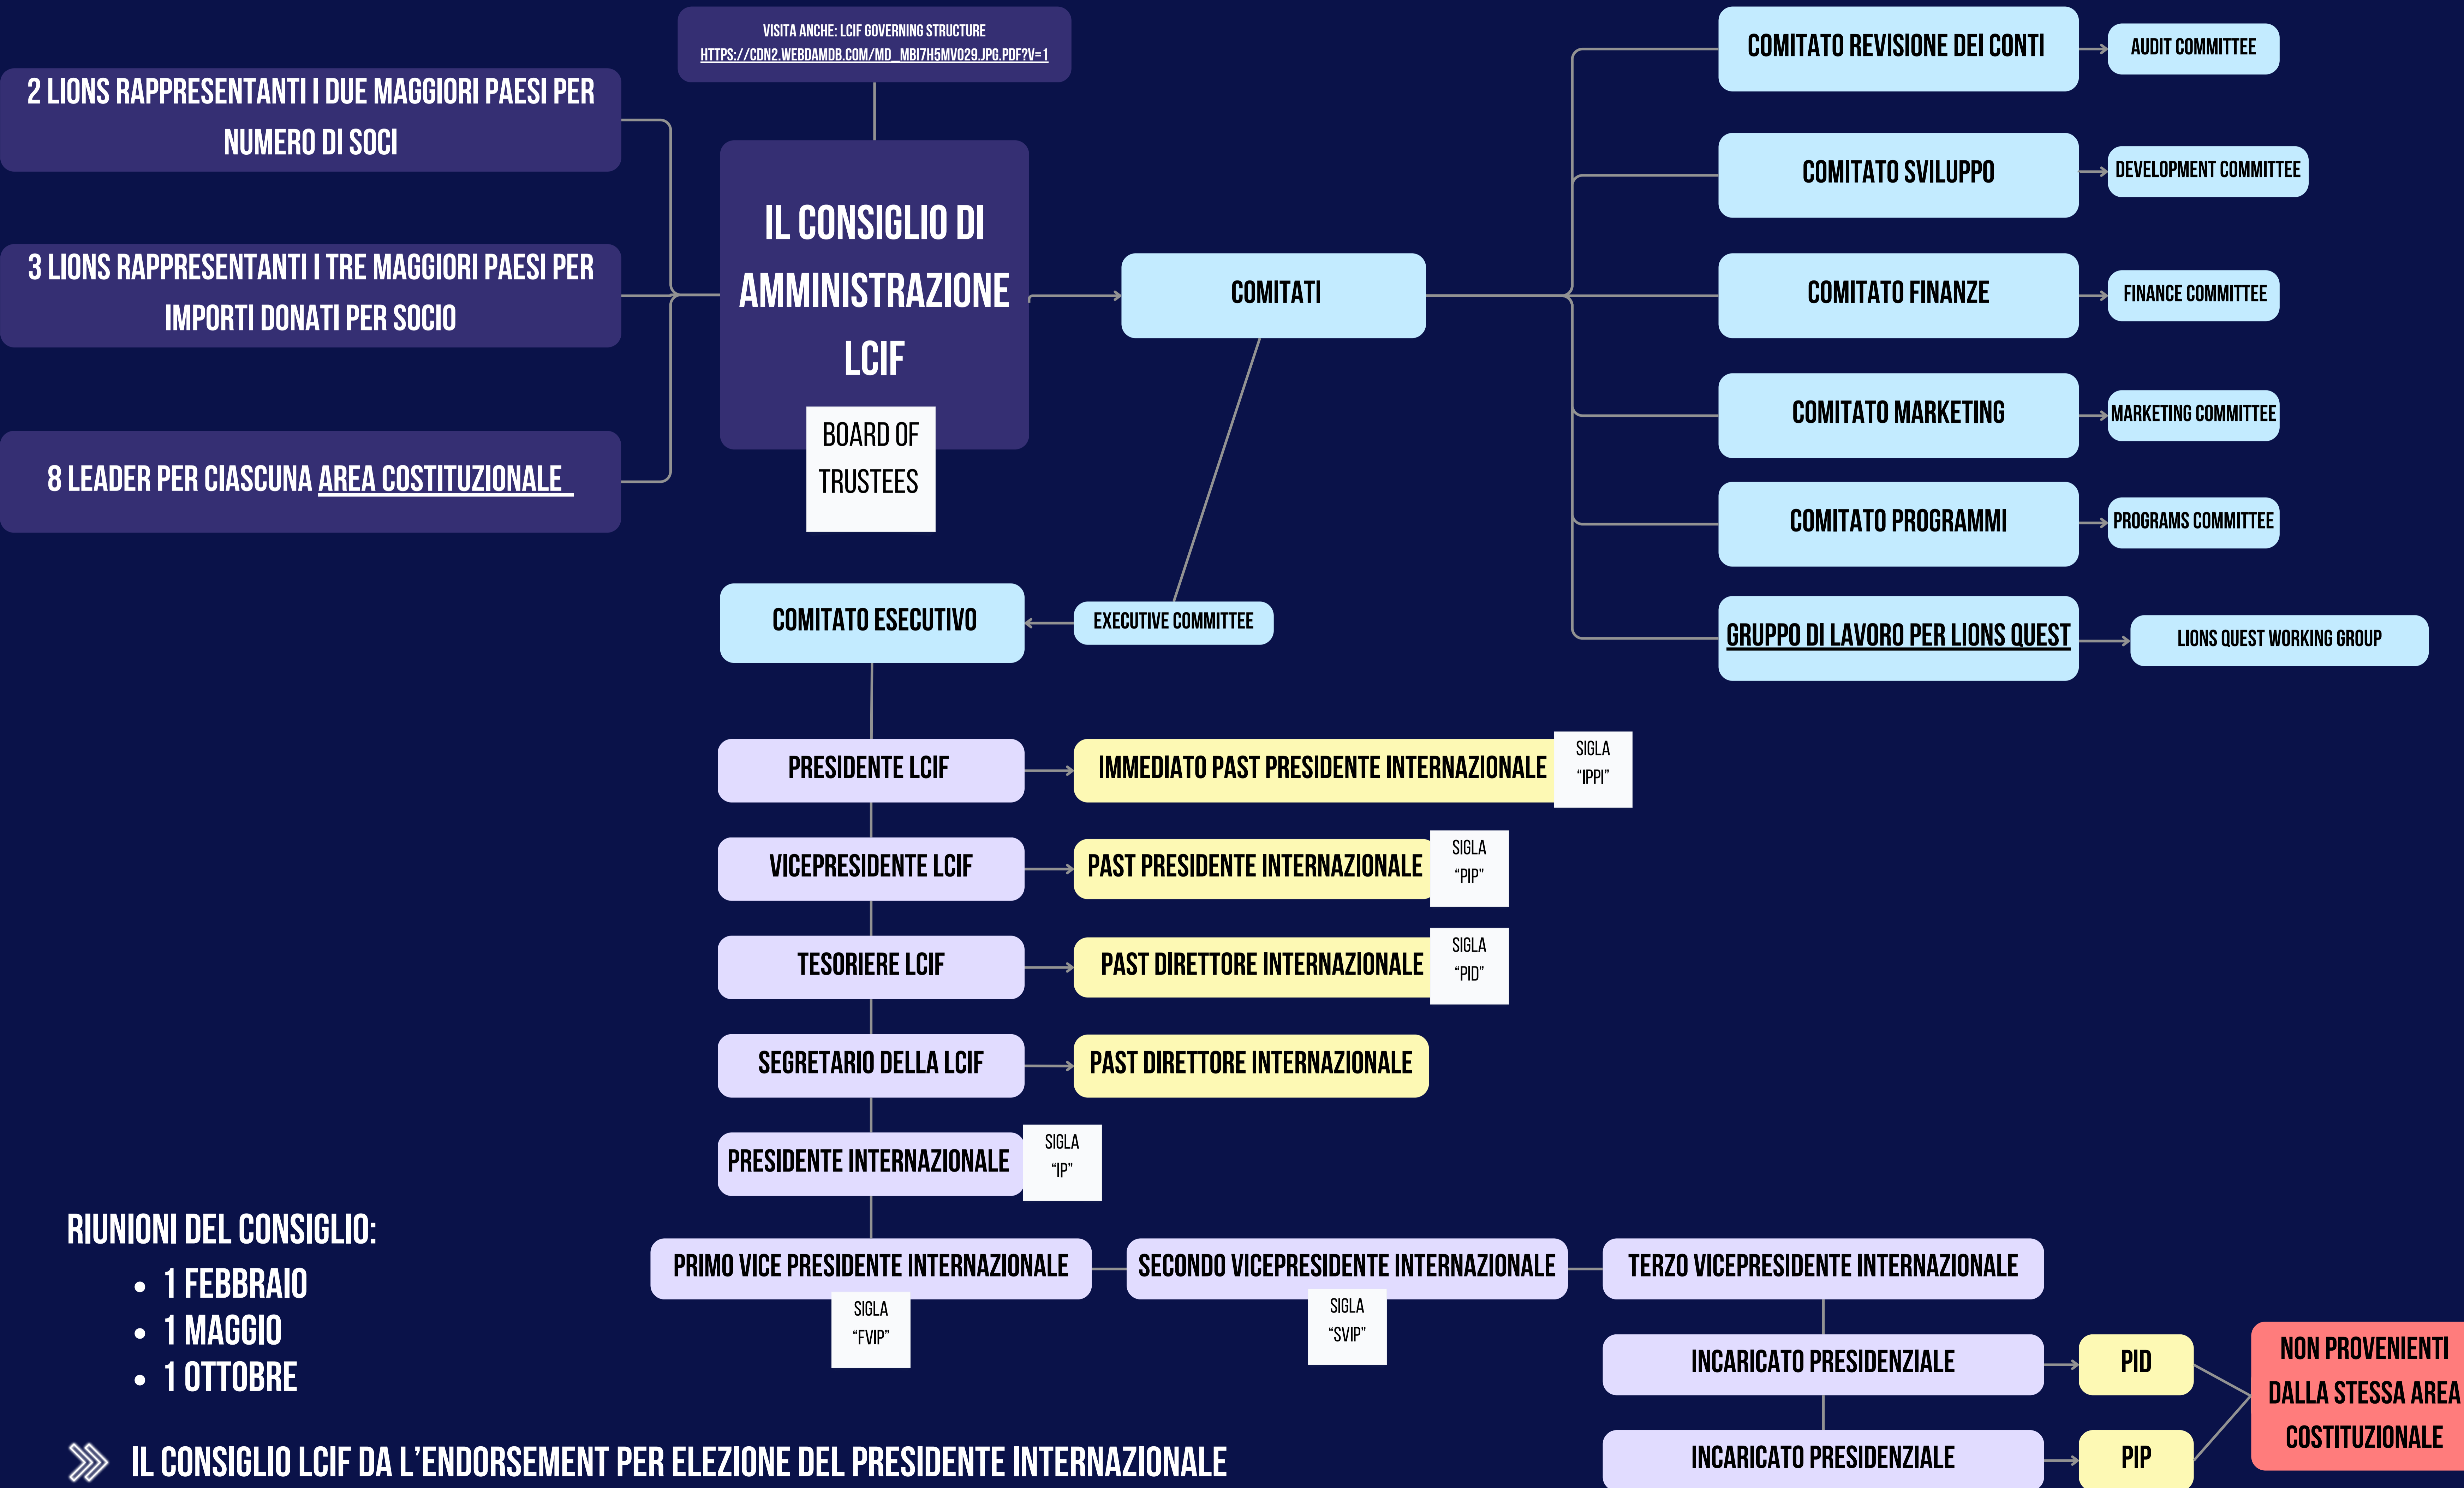 VISITA ANCHE: LCIF GOVERNING STRUCTURE
HTTPS://CDN2.WEBDAMDB.COM/MD_MBI7H5MVO29.JPG.PDF?V=1
2 LIONS RAPPRESENTANTI I DUE MAGGIORI PAESI PER
NUMERO DI SOCI
3 LIONS RAPPRESENTANTI I TRE MAGGIORI PAESI PER
IMPORTI DONATI PER SOCIO
8 LEADER PER CIASCUNA AREA COSTITUZIONALE
IL CONSIGLIO DI
AMMINISTRAZIONE
LCIF
BOARD OF
TRUSTEES
COMITATI
COMITATO REVISIONE DEI CONTI
AUDIT COMMITTEE
COMITATO SVILUPPO
DEVELOPMENT COMMITTEE
COMITATO FINANZE
FINANCE COMMITTEE
COMITATO MARKETING
MARKETING COMMITTEE
COMITATO PROGRAMMI
PROGRAMS COMMITTEE
GRUPPO DI LAVORO PER LIONS QUEST
LIONS QUEST WORKING GROUP
COMITATO ESECUTIVO
EXECUTIVE COMMITTEE
PRESIDENTE LCIF
IMMEDIATO PAST PRESIDENTE INTERNAZIONALE
SIGLA
“IPPI”
VICEPRESIDENTE LCIF
PAST PRESIDENTE INTERNAZIONALE
SIGLA
“PIP”
TESORIERE LCIF
PAST DIRETTORE INTERNAZIONALE
SIGLA
“PID”
SEGRETARIO DELLA LCIF
PAST DIRETTORE INTERNAZIONALE
PRESIDENTE INTERNAZIONALE
SIGLA
“IP”
PRIMO VICE PRESIDENTE INTERNAZIONALE
SIGLA
“FVIP”
SECONDO VICEPRESIDENTE INTERNAZIONALE
SIGLA
“SVIP”
TERZO VICEPRESIDENTE INTERNAZIONALE
INCARICATO PRESIDENZIALE
PID
INCARICATO PRESIDENZIALE
PIP
NON PROVENIENTI
DALLA STESSA AREA
COSTITUZIONALE
RIUNIONI DEL CONSIGLIO:
• 1 FEBBRAIO
• 1 MAGGIO
• 1 OTTOBRE
IL CONSIGLIO LCIF DA L’ENDORSEMENT PER ELEZIONE DEL PRESIDENTE INTERNAZIONALE